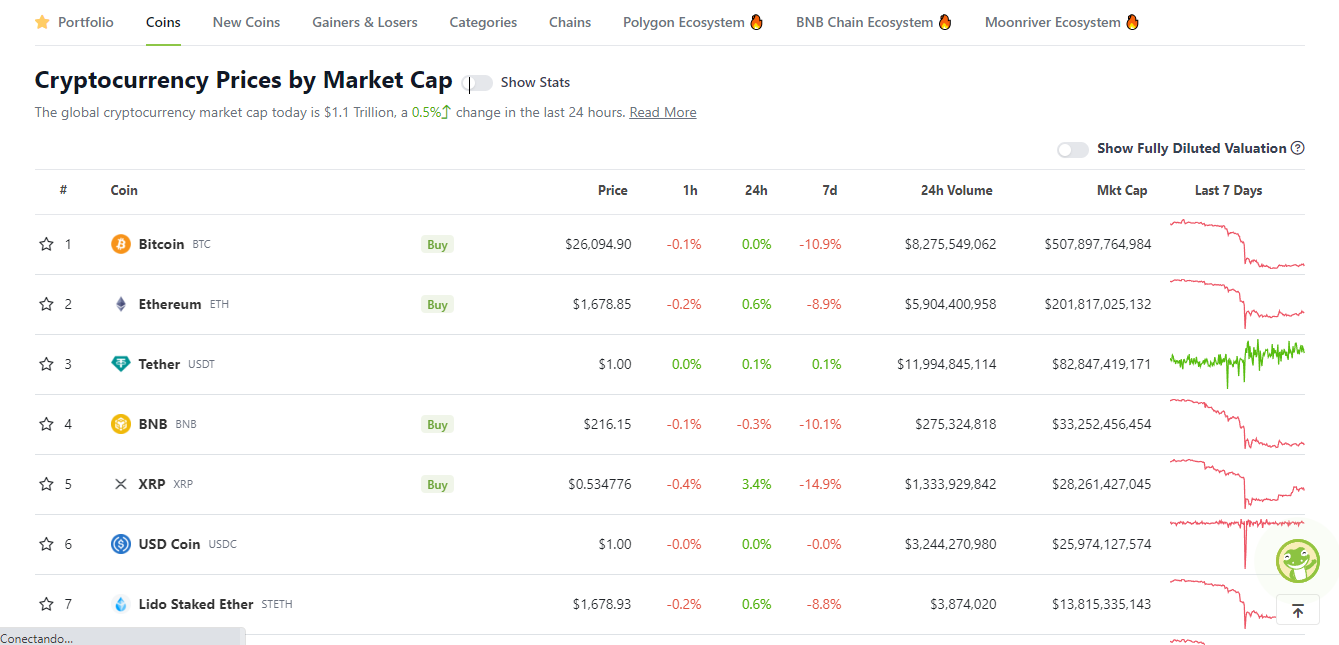 Portfolio Coins New Coins Gainers & Losers Categories Chains Polygon Ecosystem 🔥 BNB Chain Ecosystem 🔥 Moonriver Ecosystem 🔥
Cryptocurrency Prices by Market Cap Show Stats
The global cryptocurrency market cap today is $1.1 Trillion, a 0.5% change in the last 24 hours. Read More
Show Fully Diluted Valuation ?
# Coin Price 1h 24h 7d 24h Volume Mkt Cap Last 7 Days
1 Bitcoin BTC Buy $26,094.90 -0.1% 0.0% -10.9% $8,275,549,062 $507,897,764,984
2 Ethereum ETH Buy $1,678.85 -0.2% 0.6% -8.9% $5,904,400,958 $201,817,025,132
3 Tether USDT $1.00 0.0% 0.1% 0.1% $11,994,845,114 $82,847,419,171
4 BNB BNB Buy $216.15 -0.1% -0.3% -10.1% $275,324,818 $33,252,456,454
5 XRP XRP Buy $0.534776 -0.4% 3.4% -14.9% $1,333,929,842 $28,261,427,045
6 USD Coin USDC $1.00 -0.0% 0.0% -0.0% $3,244,270,980 $25,974,127,574
7 Lido Staked Ether STETH $1,678.93 -0.2% 0.6% -8.8% $3,874,020 $13,815,335,143
Conectando...